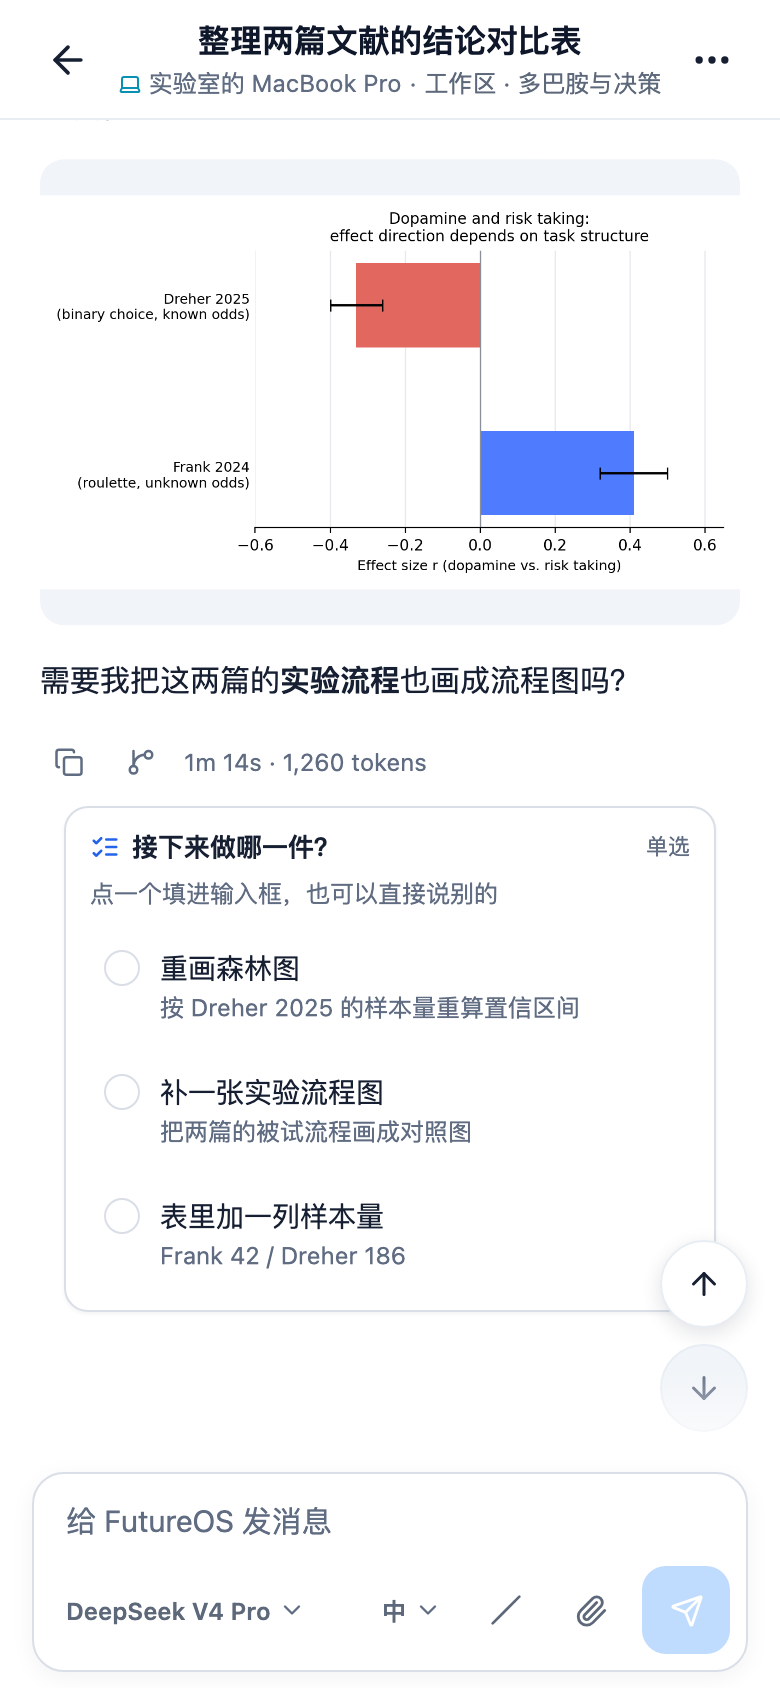 整理两篇文献的结论对比表
实验室的 MacBook Pro · 工作区 · 多巴胺与决策
Dopamine and risk taking:
effect direction depends on task structure
Dreher 2025
(binary choice, known odds)
Frank 2024
(roulette, unknown odds)
−0.6 −0.4 −0.2 0.0 0.2 0.4 0.6
Effect size r (dopamine vs. risk taking)
需要我把这两篇的实验流程也画成流程图吗?
1m 14s · 1,260 tokens
接下来做哪一件? 单选
点一个填进输入框，也可以直接说别的
重画森林图
按 Dreher 2025 的样本量重算置信区间
补一张实验流程图
把两篇的被试流程画成对照图
表里加一列样本量
Frank 42 / Dreher 186
给 FutureOS 发消息
DeepSeek V4 Pro 中